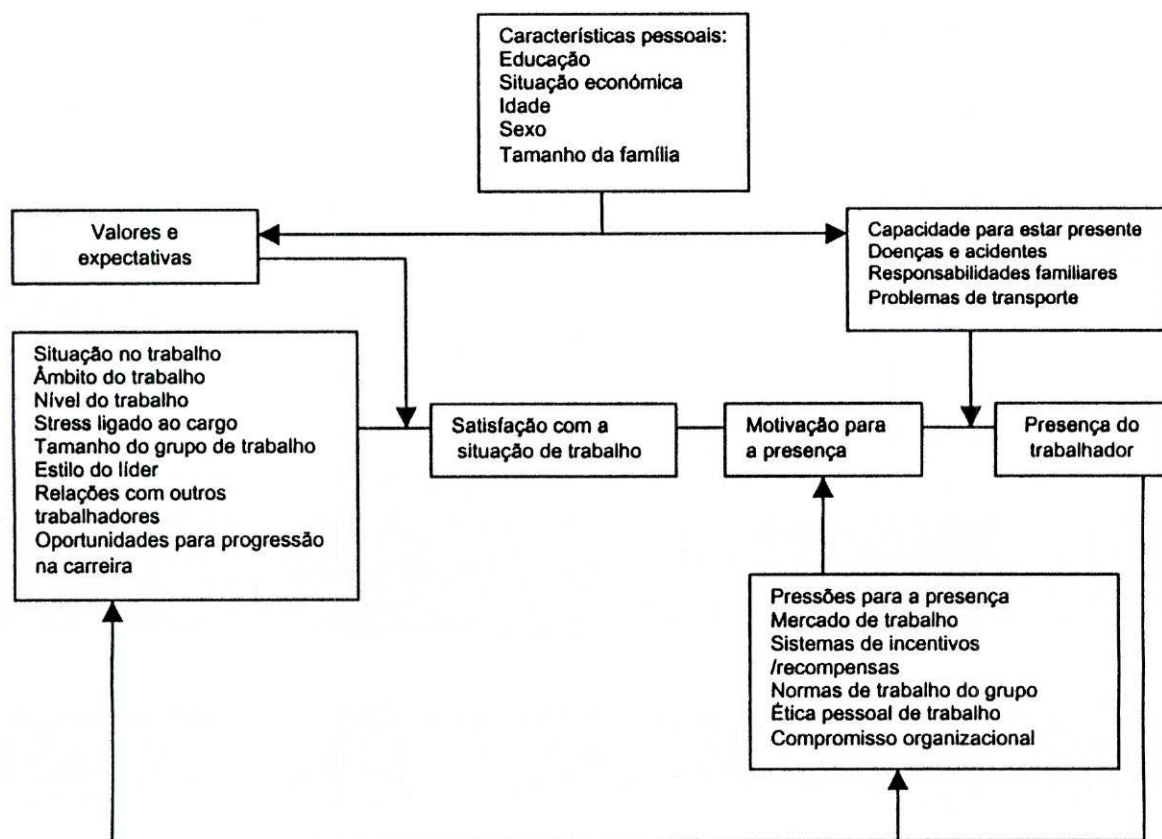 Características pessoais:
Educação
Situação económica
Idade
Sexo
Tamanho da família
Valores e
expectativas
Capacidade para estar presente
Doenças e acidentes
Responsabilidades familiares
Problemas de transporte
Situação no trabalho
Âmbito do trabalho
Nível do trabalho
Stress ligado ao cargo
Tamanho do grupo de trabalho
Estilo do líder
Relações com outros
trabalhadores
Oportunidades para progressão
na carreira
Satisfação com a
situação de trabalho
Motivação para
a presença
Presença do
trabalhador
Pressões para a presença
Mercado de trabalho
Sistemas de incentivos
/recompensas
Normas de trabalho do grupo
Ética pessoal de trabalho
Compromisso organizacional